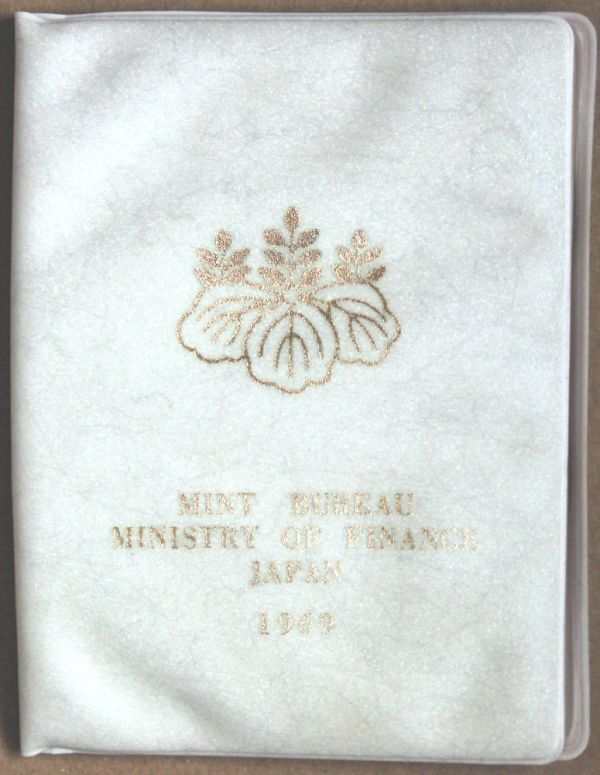 MINT BUREAU
MINISTRY OF FINANCE
JAPAN
1969